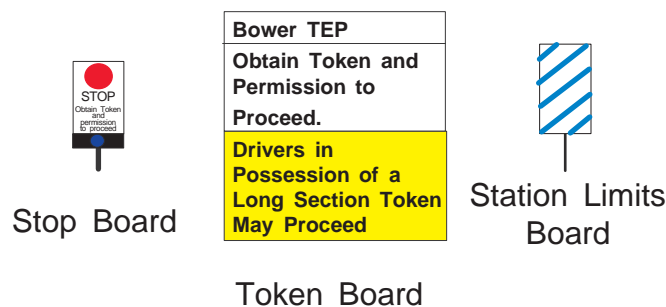 STOP
Obtain Token
and
permission
to proceed
Stop Board
Bower TEP
Obtain Token and
Permission to
Proceed.
Drivers in
Possession of a
Long Section Token
May Proceed
Token Board
Station Limits
Board